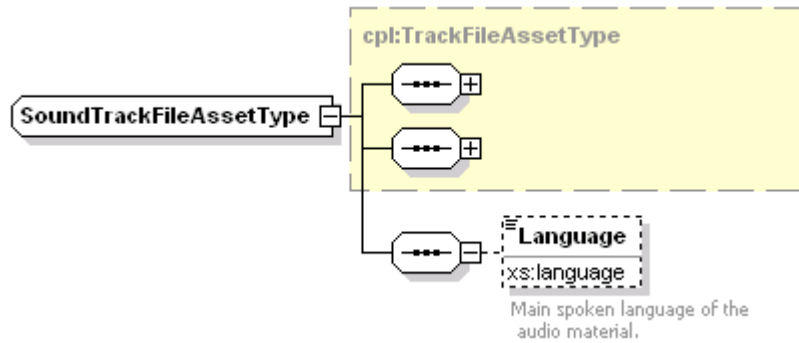 cpl:TrackFileAssetType
SoundTrackFileAssetType
Language
xs:language
Main spoken language of the
audio material.